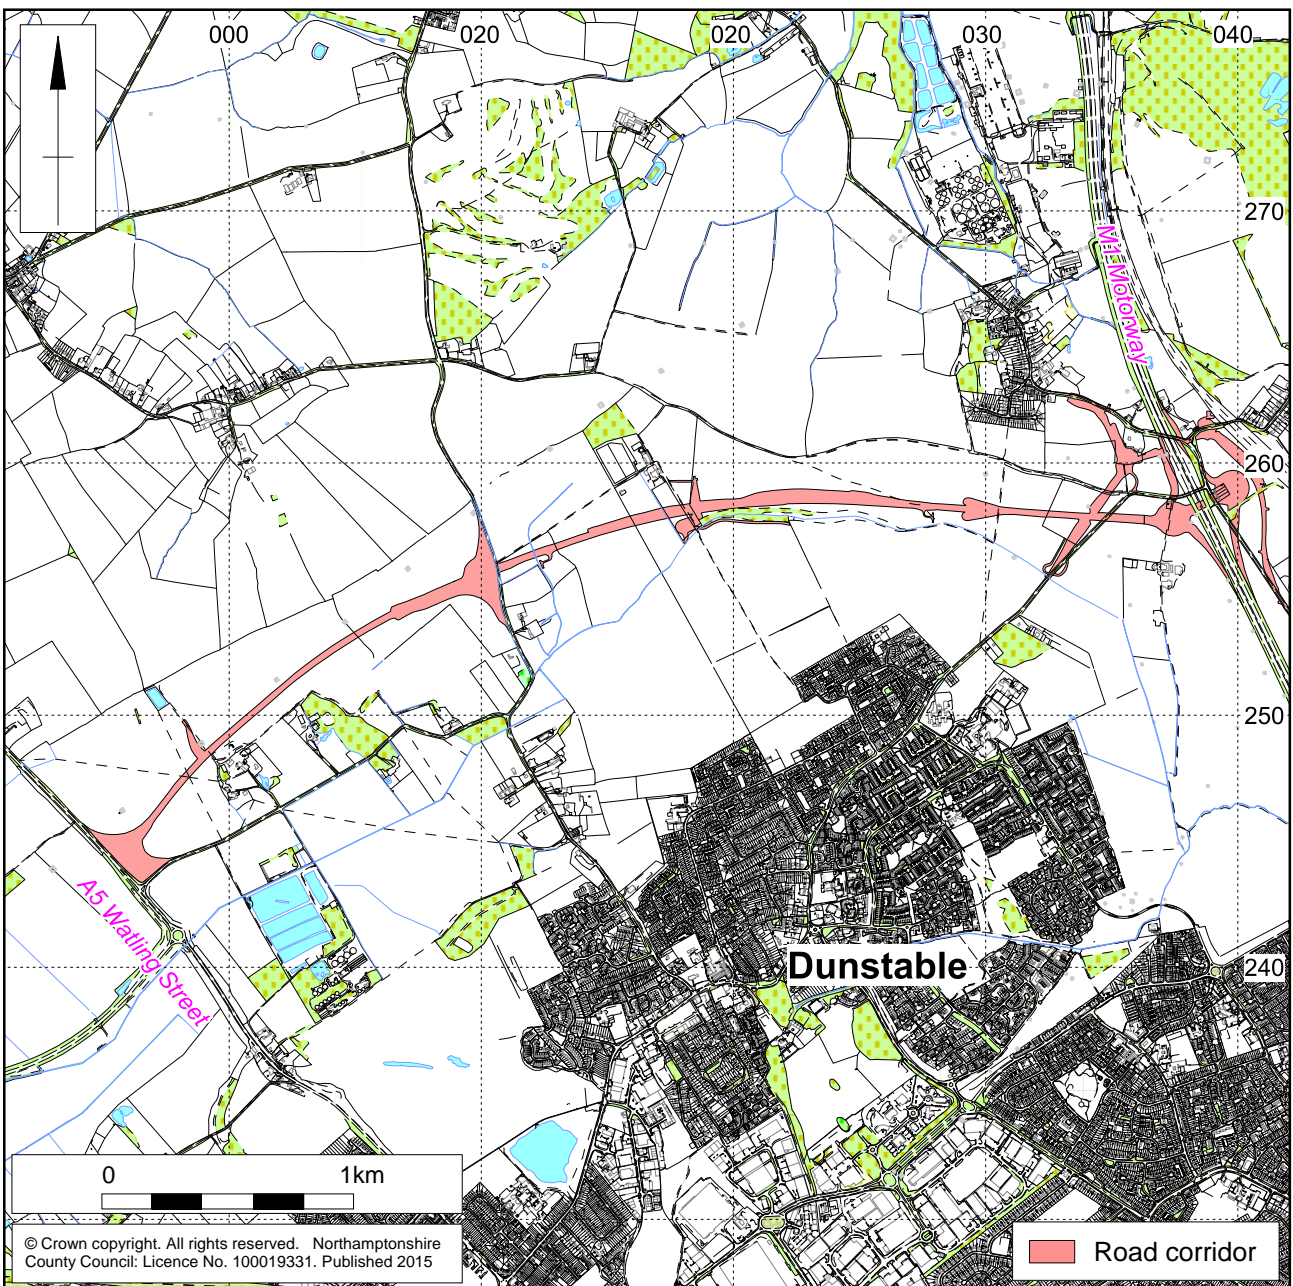 000 020 020 030 040
270
M1 Motorway
260
250
A5 Watling Street
Dunstable
240
0 1km
© Crown copyright. All rights reserved. Northamptonshire
County Council: Licence No. 100019331. Published 2015
Road corridor